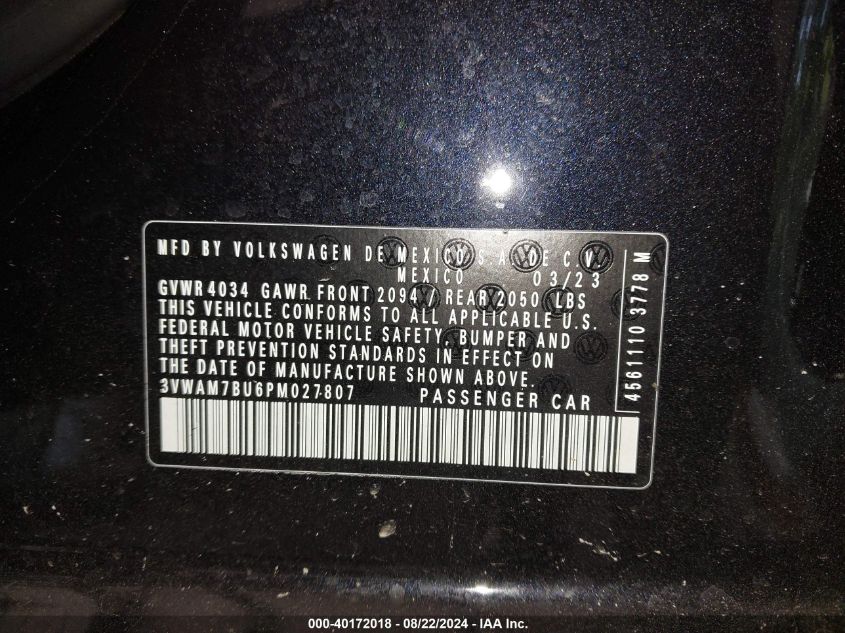 MFD BY VOLKSWAGEN DE MEXICO S.A. DE C.V.
MEXICO 03/23
GVWR 4034 GAWR FRONT 2094 / REAR 2050 LBS
THIS VEHICLE CONFORMS TO ALL APPLICABLE U.S.
FEDERAL MOTOR VEHICLE SAFETY, BUMPER AND
THEFT PREVENTION STANDARDS IN EFFECT ON
THE DATE OF MANUFACTURE SHOWN ABOVE.
3VWAM7BU6PM027807 PASSENGER CAR
4561110 3778 M
000-40172018 - 08/22/2024 - IAA Inc.